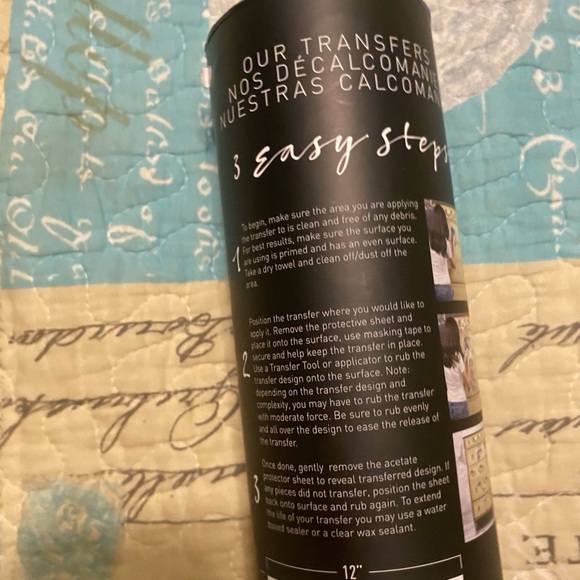 OUR TRANSFERS
NOS DÉCALCOMANIE
NUESTRAS CALCOMA
3 easy steps
1
To begin, make sure the area you are applying
the transfer to is clean and free of any debris.
For best results, make sure the surface you
are using is primed and has an even surface.
Take a dry towel and clean off/dust off the
area.
2
Position the transfer where you would like to
apply it. Remove the protective sheet and
place it onto the surface, use masking tape to
secure and help keep the transfer in place.
Use a Transfer Tool or applicator to rub the
transfer design onto the surface. Note:
depending on the transfer design and
complexity, you may have to rub the transfer
with moderate force. Be sure to rub evenly
and all over the design to ease the release of
the transfer.
3
Once done, gently remove the acetate
protector sheet to reveal transferred design. If
any pieces did not transfer, position the sheet
back onto surface and rub again. To extend
the life of your transfer you may use a water
based sealer or a clear wax sealant.
12"